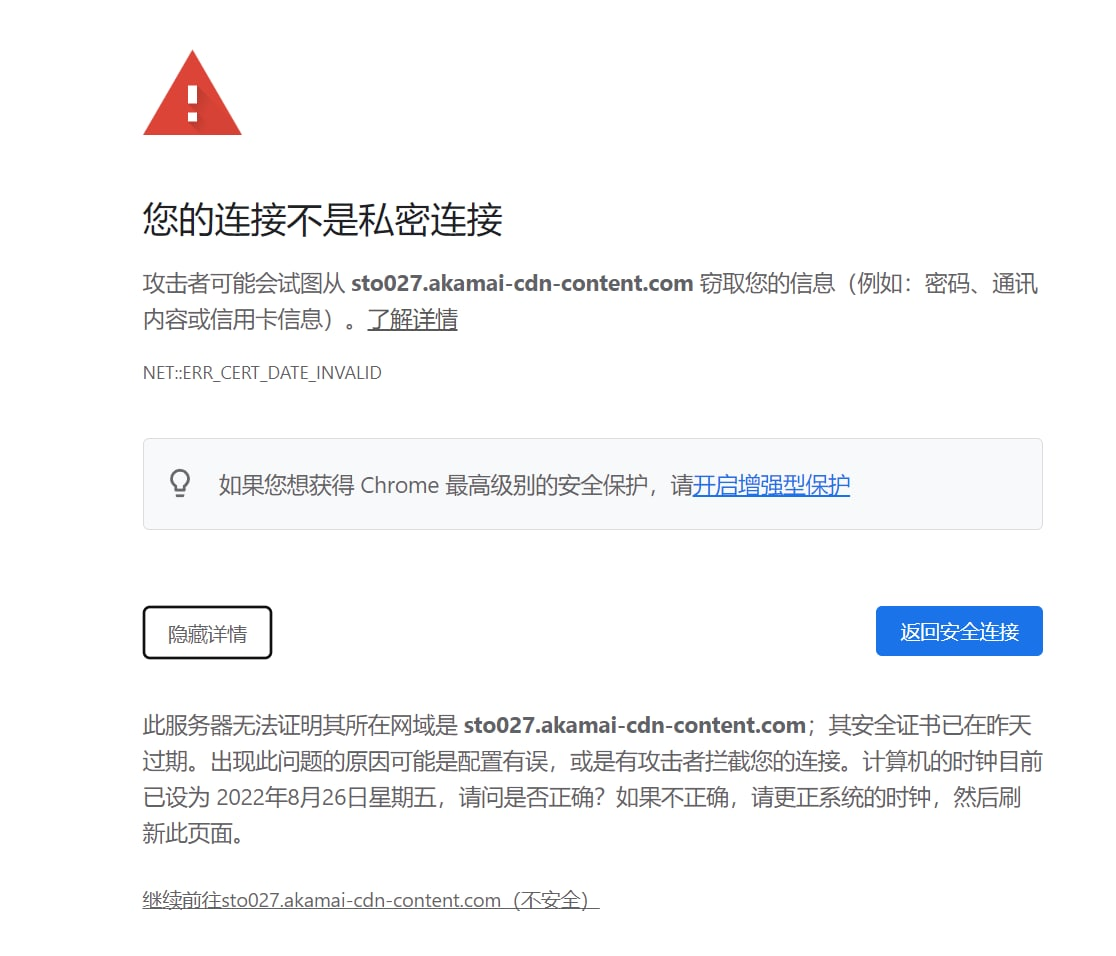 您的连接不是私密连接
攻击者可能会试图从 sto027.akamai-cdn-content.com 窃取您的信息（例如：密码、通讯
内容或信用卡信息）。了解详情
NET::ERR_CERT_DATE_INVALID
如果您想获得 Chrome 最高级别的安全保护，请开启增强型保护
隐藏详情
返回安全连接
此服务器无法证明其所在网域是 sto027.akamai-cdn-content.com；其安全证书已在昨天
过期。出现此问题的原因可能是配置有误，或是有攻击者拦截您的连接。计算机的时钟目前
已设为 2022年8月26日星期五，请问是否正确？如果不正确，请更正系统的时钟，然后刷
新此页面。
继续前往sto027.akamai-cdn-content.com（不安全）